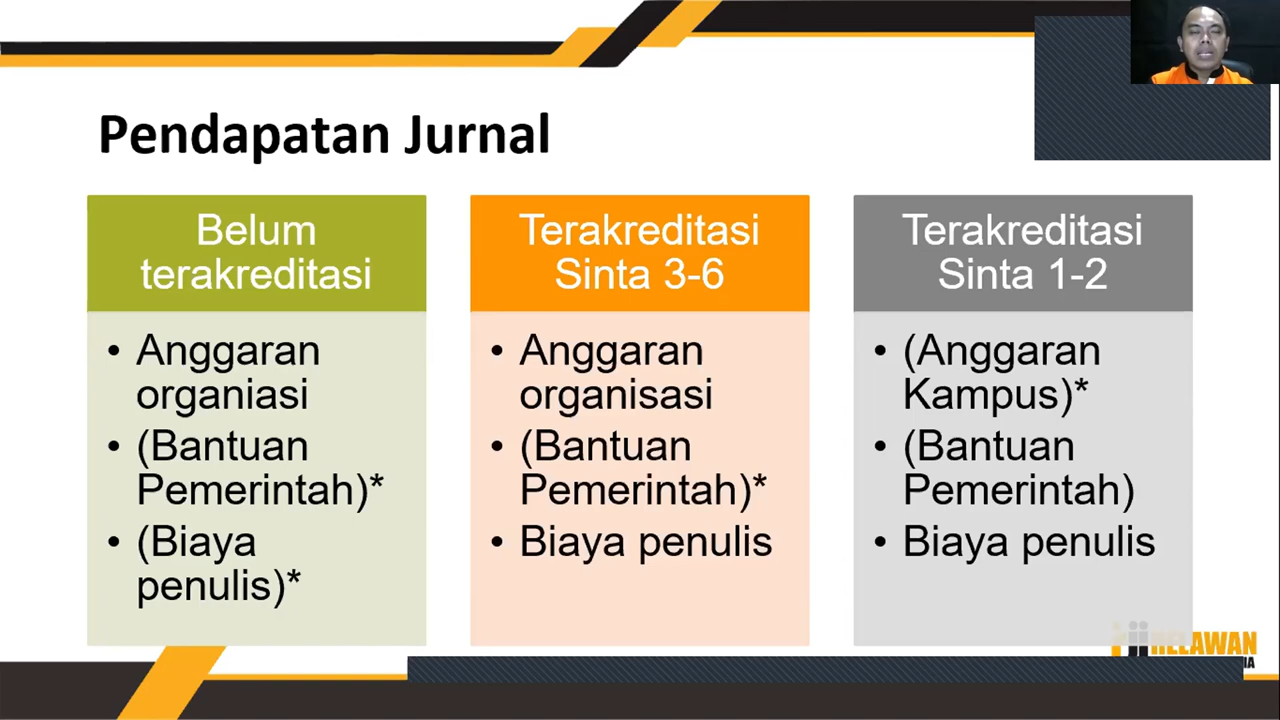 Pendapatan Jurnal
Belum
terakreditasi
• Anggaran
organiasi
• (Bantuan
Pemerintah)*
• (Biaya
penulis)*
Terakreditasi
Sinta 3-6
• Anggaran
organisasi
• (Bantuan
Pemerintah)*
• Biaya penulis
Terakreditasi
Sinta 1-2
• (Anggaran
Kampus)*
• (Bantuan
Pemerintah)
• Biaya penulis
RELAWAN